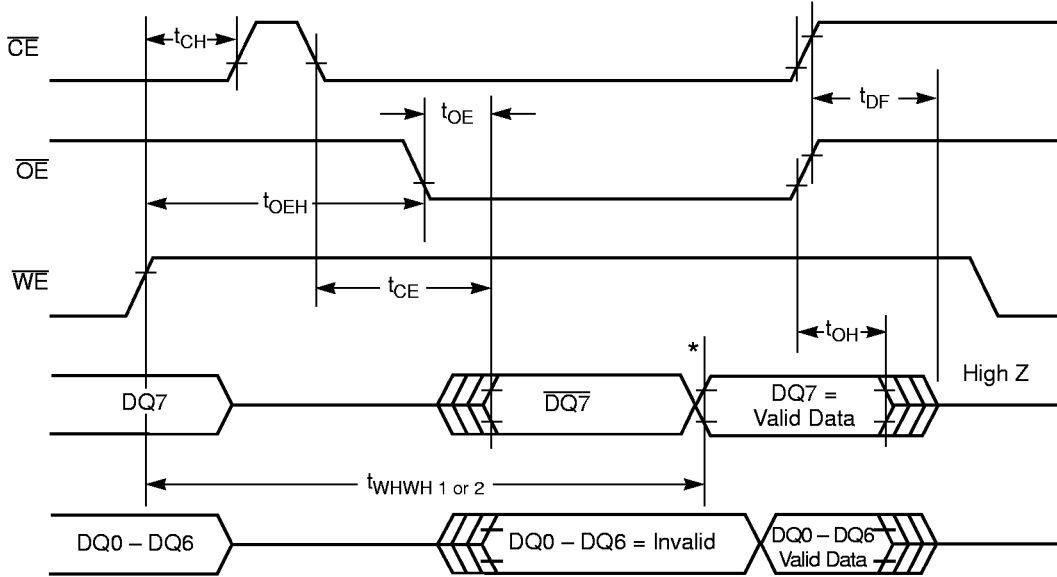 CE
tCH
tDF
tOE
OE
tOEH
WE
tCE
tOH
*
High Z
DQ7
DQ7
DQ7 =
Valid Data
tWHWH 1 or 2
DQ0 – DQ6
DQ0 – DQ6 = Invalid
DQ0 – DQ6
Valid Data